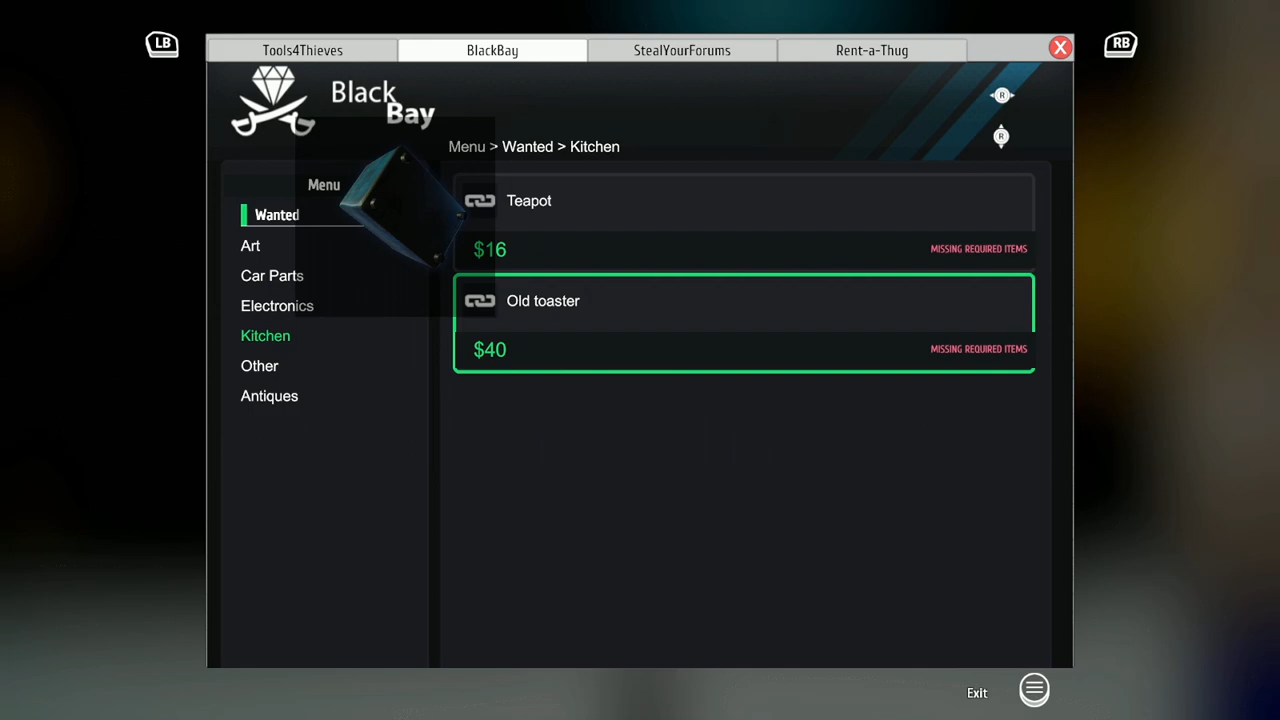 LB
RB
Tools4Thieves
BlackBay
StealYourForums
Rent-a-Thug
X
Black
Bay
R
R
Menu > Wanted > Kitchen
Menu
Wanted
Art
Car Parts
Electronics
Kitchen
Other
Antiques
Teapot
$16
MISSING REQUIRED ITEMS
Old toaster
$40
MISSING REQUIRED ITEMS
Exit